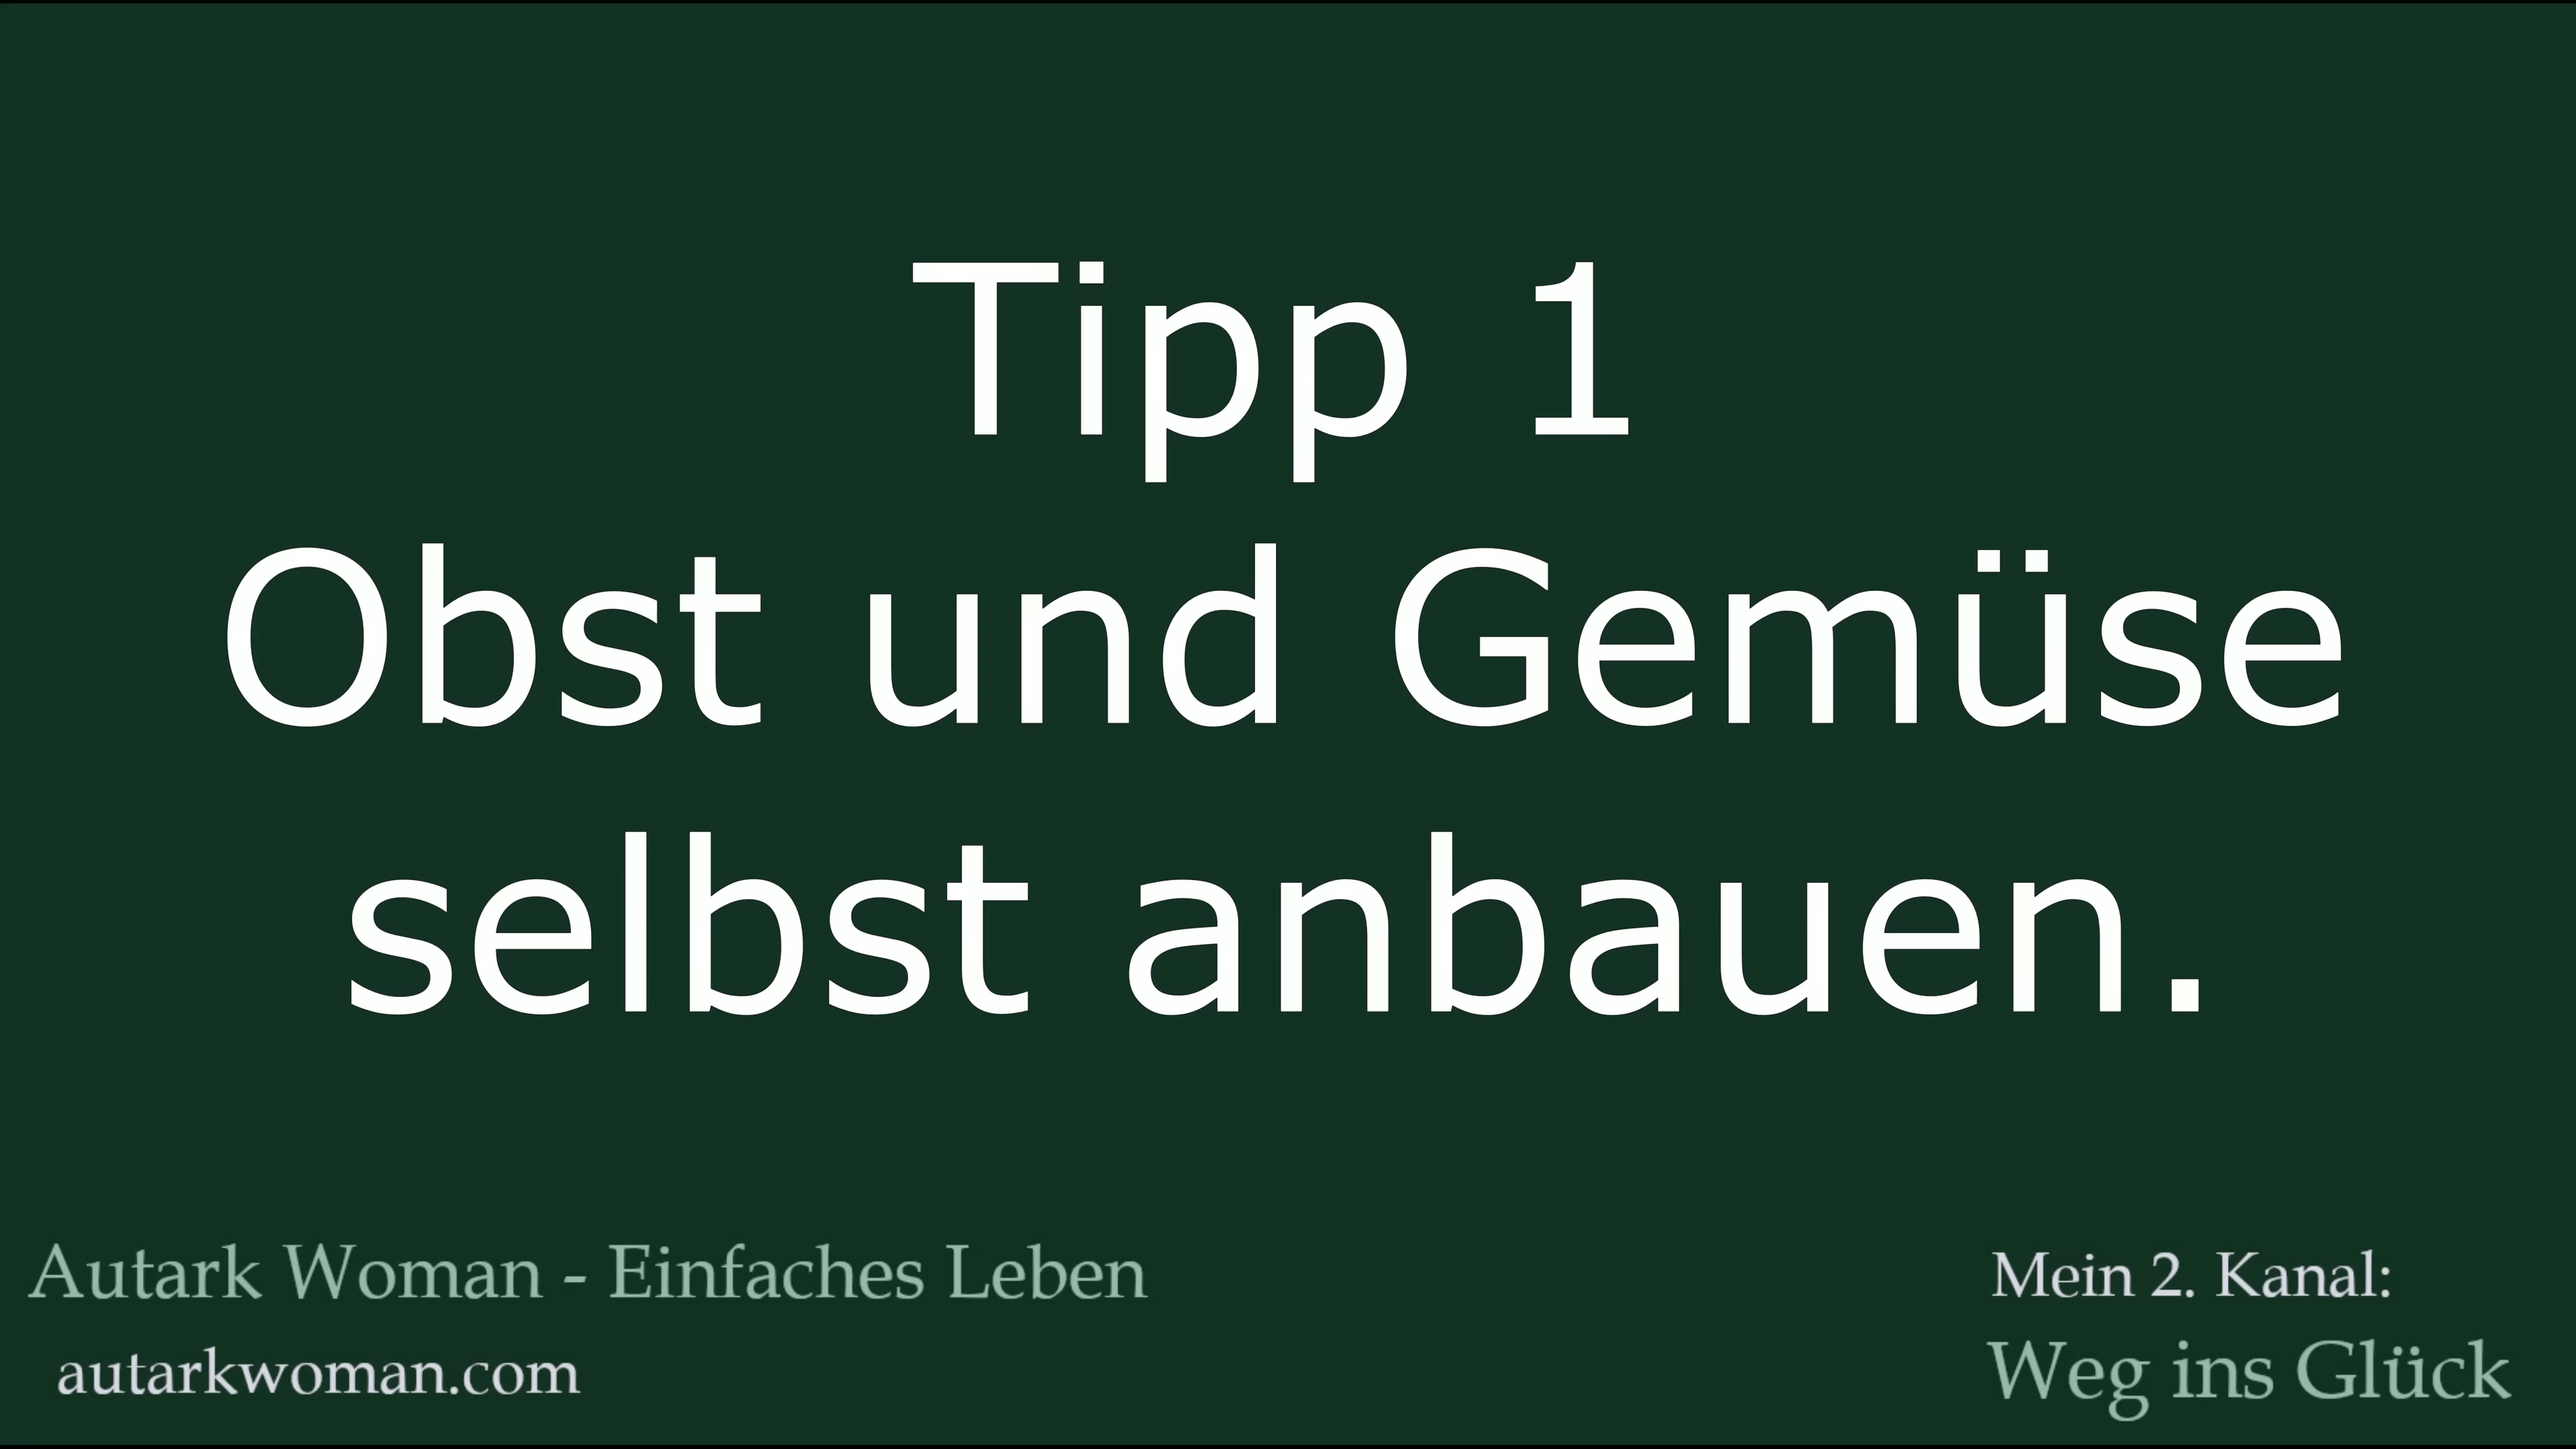 Tipp 1
Obst und Gemüse
selbst anbauen.
Autark Woman - Einfaches Leben
autarkwoman.com
Mein 2. Kanal:
Weg ins Glück